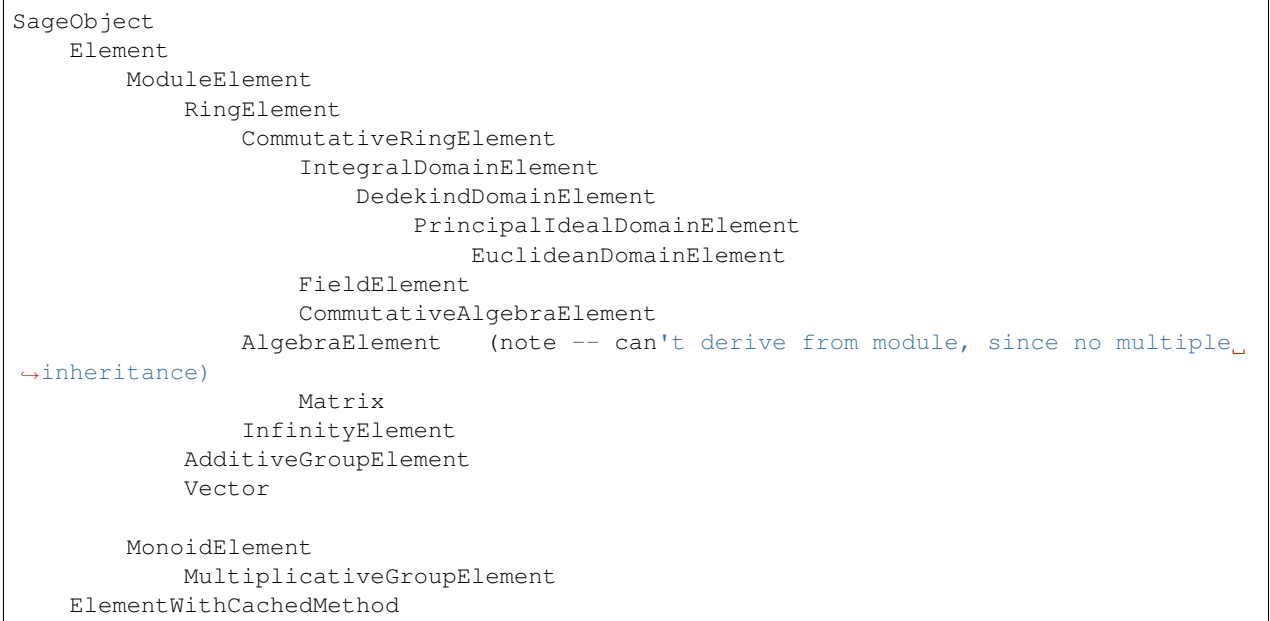 SageObject
    Element
        ModuleElement
            RingElement
                CommutativeRingElement
                    IntegralDomainElement
                        DedekindDomainElement
                            PrincipalIdealDomainElement
                                EuclideanDomainElement
                    FieldElement
                    CommutativeAlgebraElement
                AlgebraElement   (note -- can't derive from module, since no multiple␣
↪inheritance)
                    Matrix
                InfinityElement
            AdditiveGroupElement
            Vector

        MonoidElement
            MultiplicativeGroupElement
    ElementWithCachedMethod